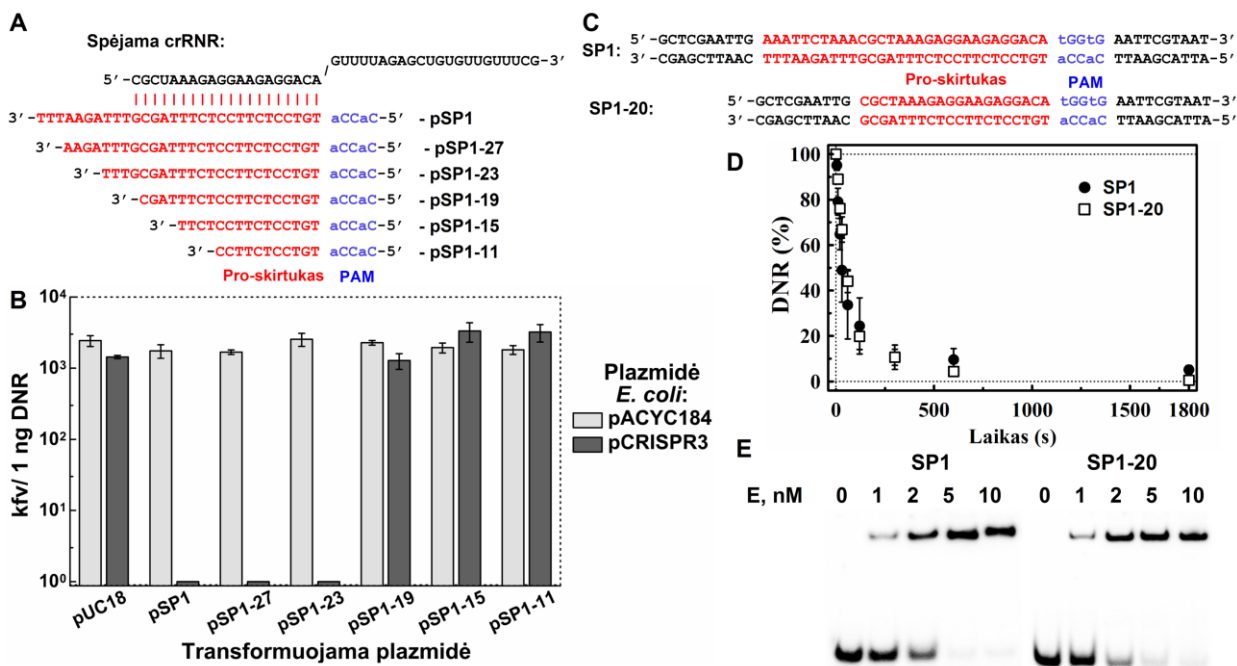 A
Spėjama crRNR:
GUUUUAGAGCUGUGUUGUUUCG-3'
5'-CGCUAAAGAGGAAGAGGACA
3'-TTTAAGATTTGCGATTTCTCCTTCTCCTGT aCCaC-5' - pSP1
3'-AAGATTTGCGATTTCTCCTTCTCCTGT aCCaC-5' - pSP1-27
3'-TTTGCGATTTCTCCTTCTCCTGT aCCaC-5' - pSP1-23
3'-CGATTTCTCCTTCTCCTGT aCCaC-5' - pSP1-19
3'-TTCTCCTTCTCCTGT aCCaC-5' - pSP1-15
3'-CCTTCTCCTGT aCCaC-5' - pSP1-11
Pro-skirtukas PAM
B
kfv/ 1 ng DNR
10⁴
10³
10²
10¹
10⁰
pUC18 pSP1 pSP1-27 pSP1-23 pSP1-19 pSP1-15 pSP1-11
Transformuojama plazmidė
Plazmidė
E. coli:
pACYC184
pCRISPR3
C
SP1:
5'-GCTCGAATTG AAATTCTAAACGCTAAAGAGGAAGAGGACA tGGtG AATTCGTAAT-3'
3'-CGAGCTTAAC TTTAAGATTTGCGATTTCTCCTTCTCCTGT aCCaC TTAAGCATTA-5'
Pro-skirtukas PAM
SP1-20:
5'-GCTCGAATTG CGCTAAAGAGGAAGAGGACA tGGtG AATTCGTAAT-3'
3'-CGAGCTTAAC GCGATTTCTCCTTCTCCTGT aCCaC TTAAGCATTA-5'
D
DNR (%)
100
80
60
40
20
0
SP1
SP1-20
0 500 1000 1500 1800
Laikas (s)
E
SP1 SP1-20
E, nM 0 1 2 5 10 0 1 2 5 10